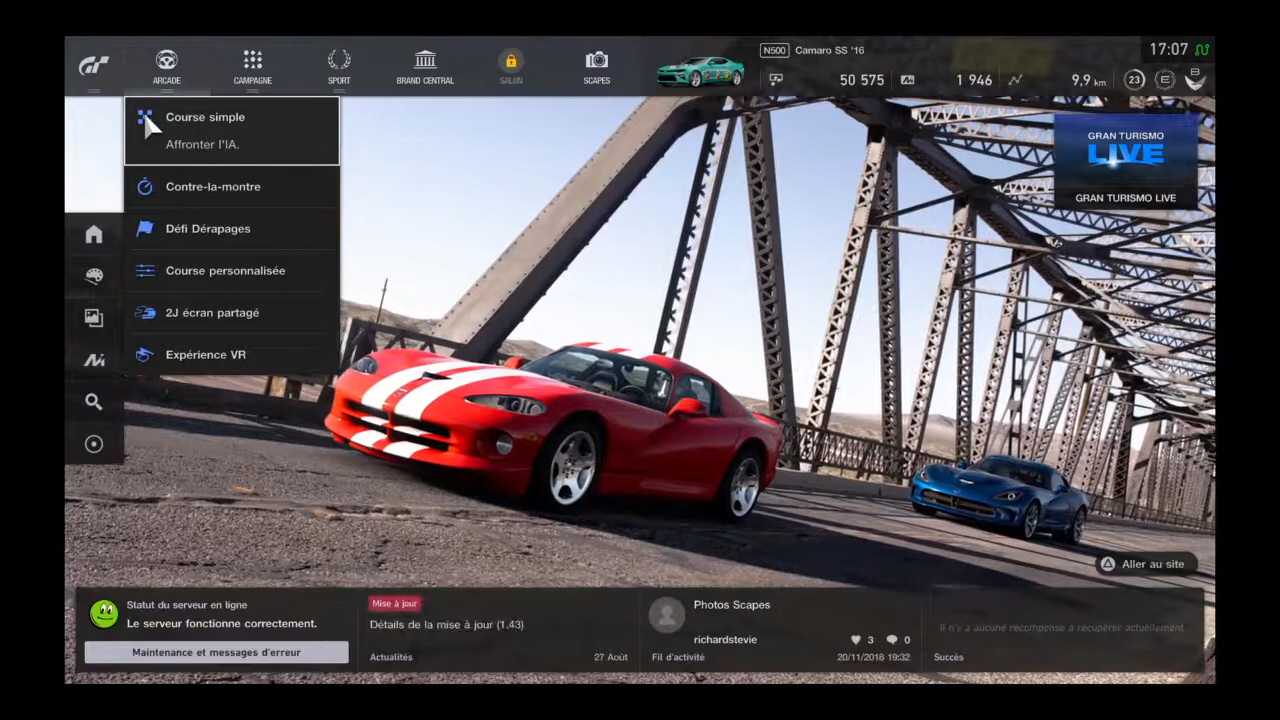 ARCADE
CAMPAGNE
SPORT
BRAND CENTRAL
SALON
SCAPES
N500 Camaro SS '16
50 575
1 946
9,9 km
23
E
B
17:07
Course simple
Affronter l'IA.
Contre-la-montre
Défi Dérapages
Course personnalisée
2J écran partagé
Expérience VR
GRAN TURISMO
LIVE
GRAN TURISMO LIVE
Aller au site
Statut du serveur en ligne
Le serveur fonctionne correctement.
Maintenance et messages d'erreur
Mise à jour
Détails de la mise à jour (1.43)
Actualités 27 Août
Photos Scapes
richardstevie 3 0
Fil d'activité 20/11/2018 19:32
Il n'y a aucune récompense à récupérer actuellement
Succès